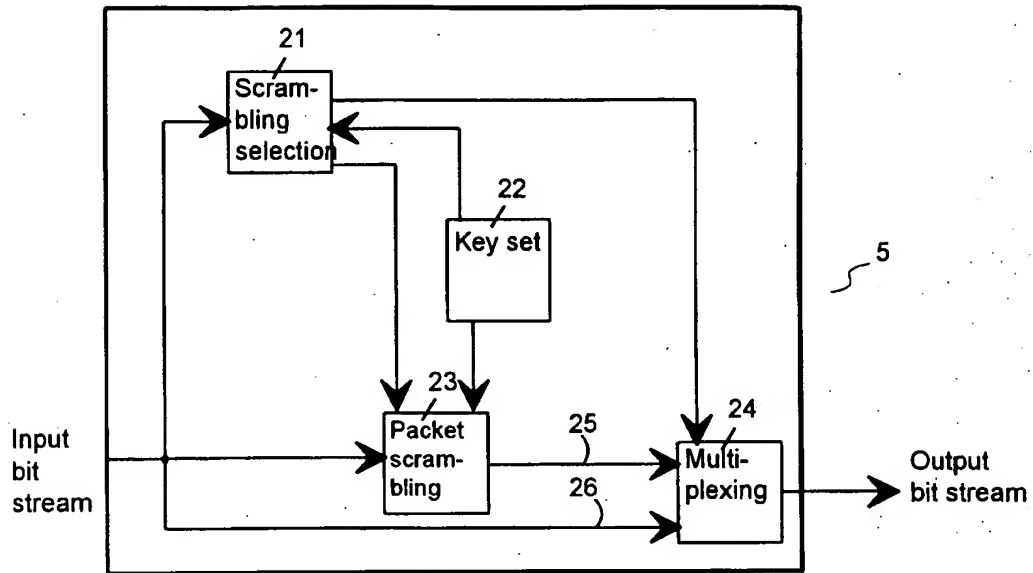 21
Scram-
bling
selection
22
Key set
5
23
Packet
scram-
bling
25
24
Multi-
plexing
26
Input
bit
stream
Output
bit stream